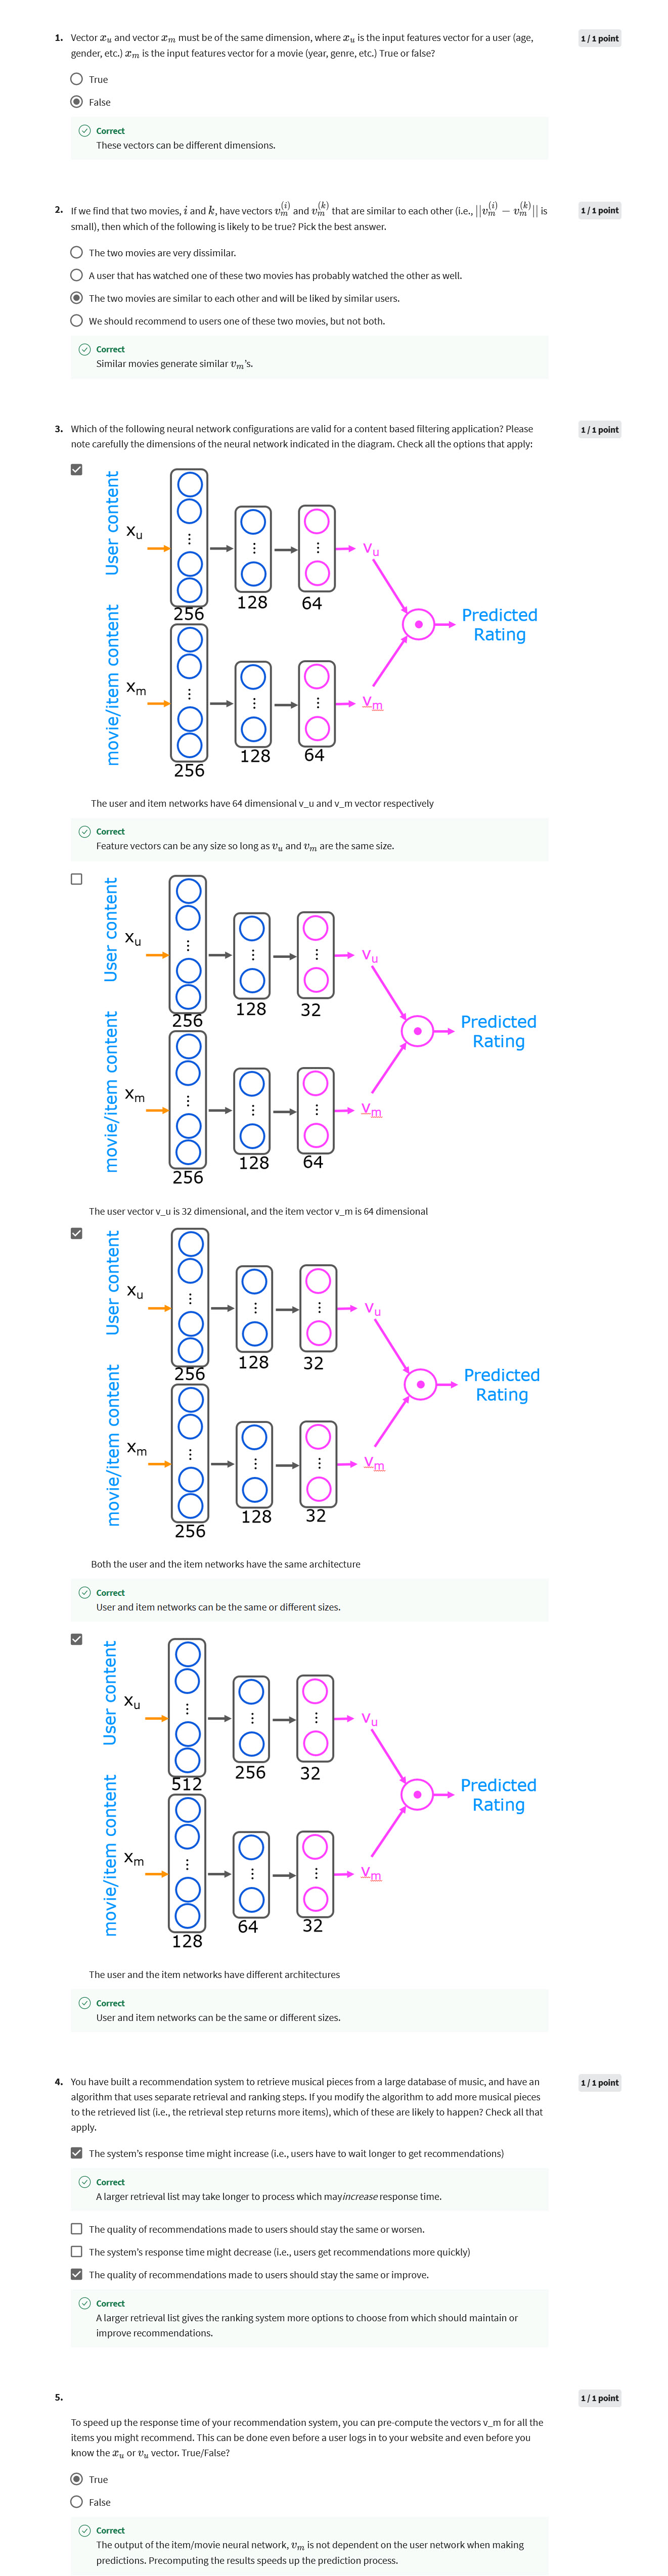 1. Vector x_u and vector x_m must be of the same dimension, where x_u is the input features vector for a user (age, 1 / 1 point
gender, etc.) x_m is the input features vector for a movie (year, genre, etc.) True or false?
True
False
Correct
These vectors can be different dimensions.
2. If we find that two movies, i and k, have vectors v_m^(i) and v_m^(k) that are similar to each other (i.e., ||v_m^(i) − v_m^(k)|| is 1 / 1 point
small), then which of the following is likely to be true? Pick the best answer.
The two movies are very dissimilar.
A user that has watched one of these two movies has probably watched the other as well.
The two movies are similar to each other and will be liked by similar users.
We should recommend to users one of these two movies, but not both.
Correct
Similar movies generate similar v_m's.
3. Which of the following neural network configurations are valid for a content based filtering application? Please 1 / 1 point
note carefully the dimensions of the neural network indicated in the diagram. Check all the options that apply:
User content
x_u
256
128
64
v_u
movie/item content
x_m
256
128
64
v_m
Predicted
Rating
The user and item networks have 64 dimensional v_u and v_m vector respectively
Correct
Feature vectors can be any size so long as v_u and v_m are the same size.
User content
x_u
256
128
32
v_u
movie/item content
x_m
256
128
64
v_m
Predicted
Rating
The user vector v_u is 32 dimensional, and the item vector v_m is 64 dimensional
User content
x_u
256
128
32
v_u
movie/item content
x_m
256
128
32
v_m
Predicted
Rating
Both the user and the item networks have the same architecture
Correct
User and item networks can be the same or different sizes.
User content
x_u
512
256
32
v_u
movie/item content
x_m
128
64
32
v_m
Predicted
Rating
The user and the item networks have different architectures
Correct
User and item networks can be the same or different sizes.
4. You have built a recommendation system to retrieve musical pieces from a large database of music, and have an 1 / 1 point
algorithm that uses separate retrieval and ranking steps. If you modify the algorithm to add more musical pieces
to the retrieved list (i.e., the retrieval step returns more items), which of these are likely to happen? Check all that
apply.
The system's response time might increase (i.e., users have to wait longer to get recommendations)
Correct
A larger retrieval list may take longer to process which mayincrease response time.
The quality of recommendations made to users should stay the same or worsen.
The system's response time might decrease (i.e., users get recommendations more quickly)
The quality of recommendations made to users should stay the same or improve.
Correct
A larger retrieval list gives the ranking system more options to choose from which should maintain or
improve recommendations.
5. 1 / 1 point
To speed up the response time of your recommendation system, you can pre-compute the vectors v_m for all the
items you might recommend. This can be done even before a user logs in to your website and even before you
know the x_u or v_u vector. True/False?
True
False
Correct
The output of the item/movie neural network, v_m is not dependent on the user network when making
predictions. Precomputing the results speeds up the prediction process.